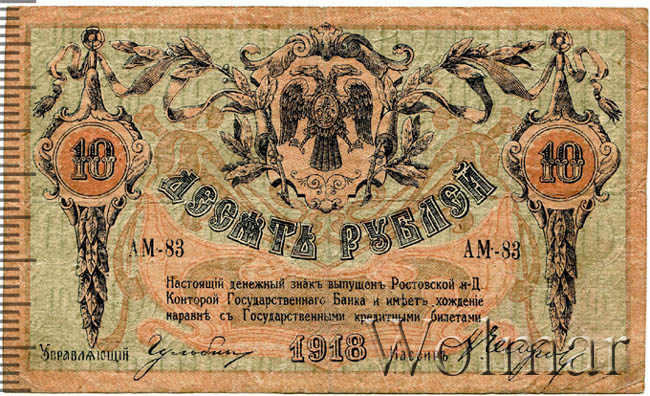 10
10
ДЕСЯТЬ РУБЛЕЙ
АМ-83
АМ-83
Настоящій денежный знакъ выпущенъ Ростовской н-Д
Конторой Государственнаго Банка и имѣетъ хожденіе
наравнѣ съ Государственными кредитными билетами
Управляющій
1918
Кассиръ
Wolmar